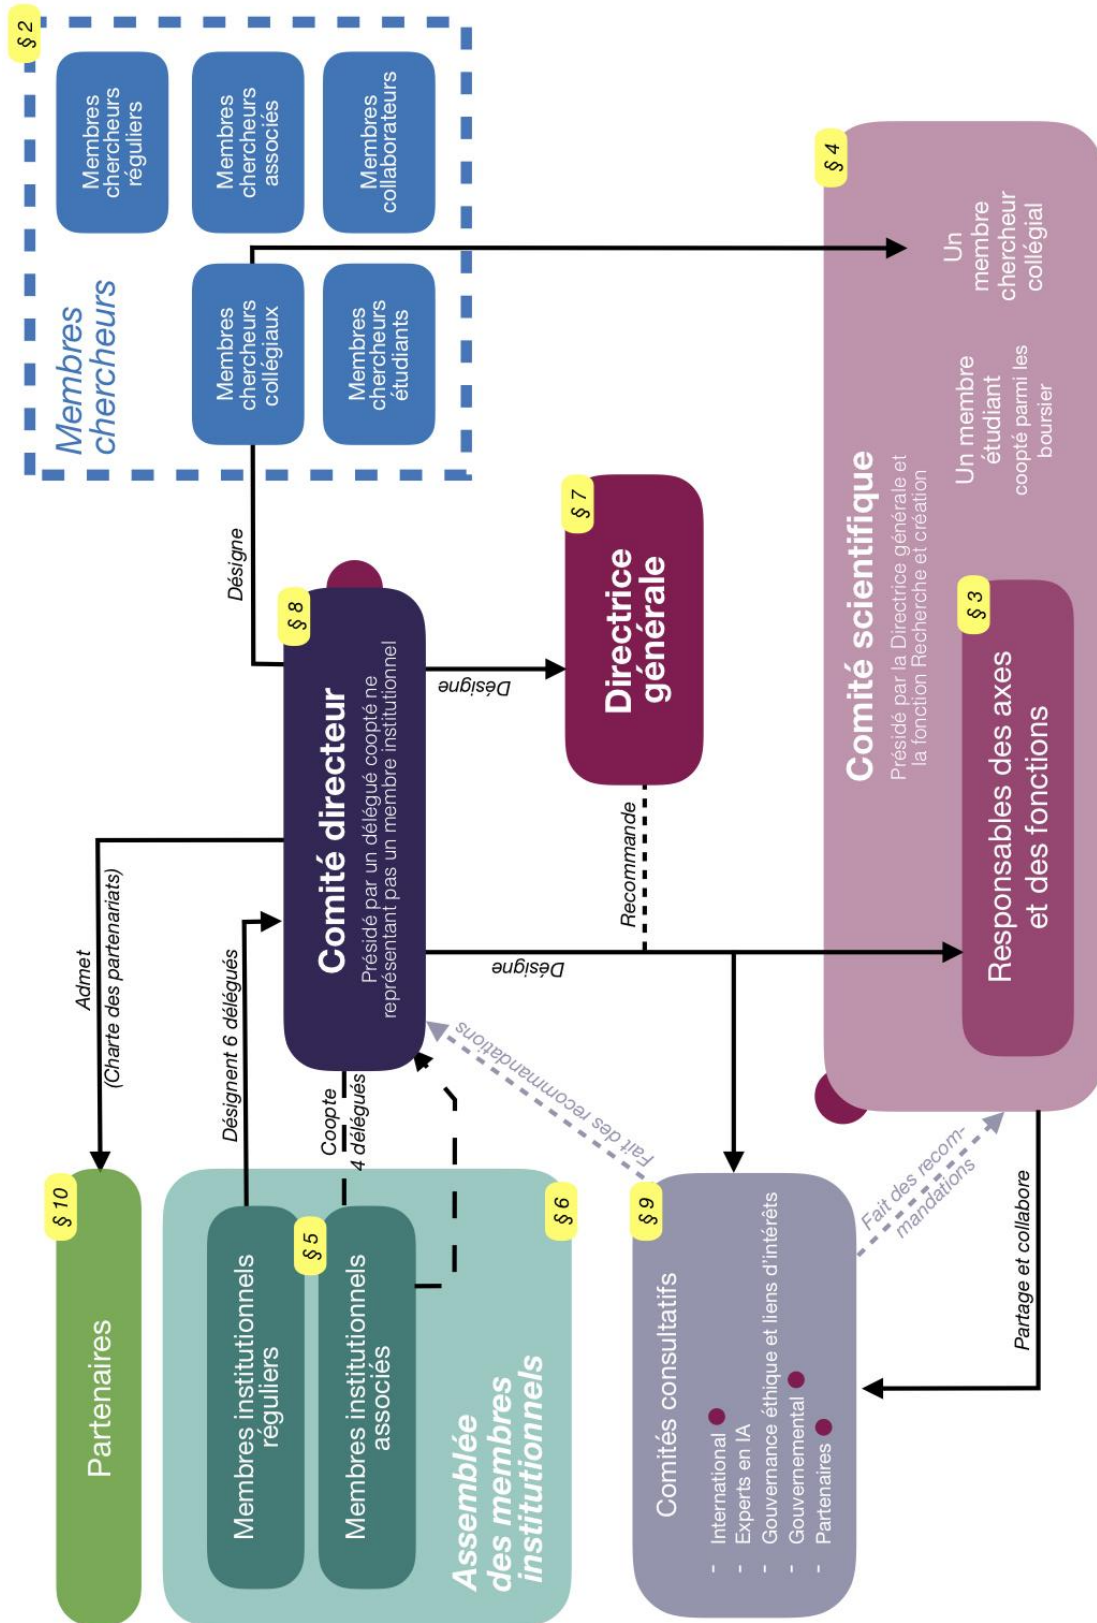 § 10
Partenaires
Admet
(Charte des partenariats)
Désignent 6 délégués
§ 5
Membres institutionnels
réguliers
Membres institutionnels
associés
Coopte
4 délégués
Assemblée
des membres
institutionnels
§ 6
§ 8
Comité directeur
Présidé par un délégué coopté ne
représentant pas un membre institutionnel
Désigne
§ 2
Membres
chercheurs
Membres
chercheurs
réguliers
Membres
chercheurs
collégiaux
Membres
chercheurs
associés
Membres
chercheurs
étudiants
Membres
collaborateurs
Désigne
Désigne
§ 7
Directrice
générale
Recommande
Fait des recommandations
§ 9
Comités consultatifs
- International
- Experts en IA
- Gouvernance éthique et liens d'intérêts
- Gouvernemental
- Partenaires
Fait des recom-
mandations
Partage et collabore
§ 4
Comité scientifique
Présidé par la Directrice générale et
la fonction Recherche et création
§ 3
Responsables des axes
et des fonctions
Un membre
étudiant
coopté parmi les
boursier
Un
membre
chercheur
collégial